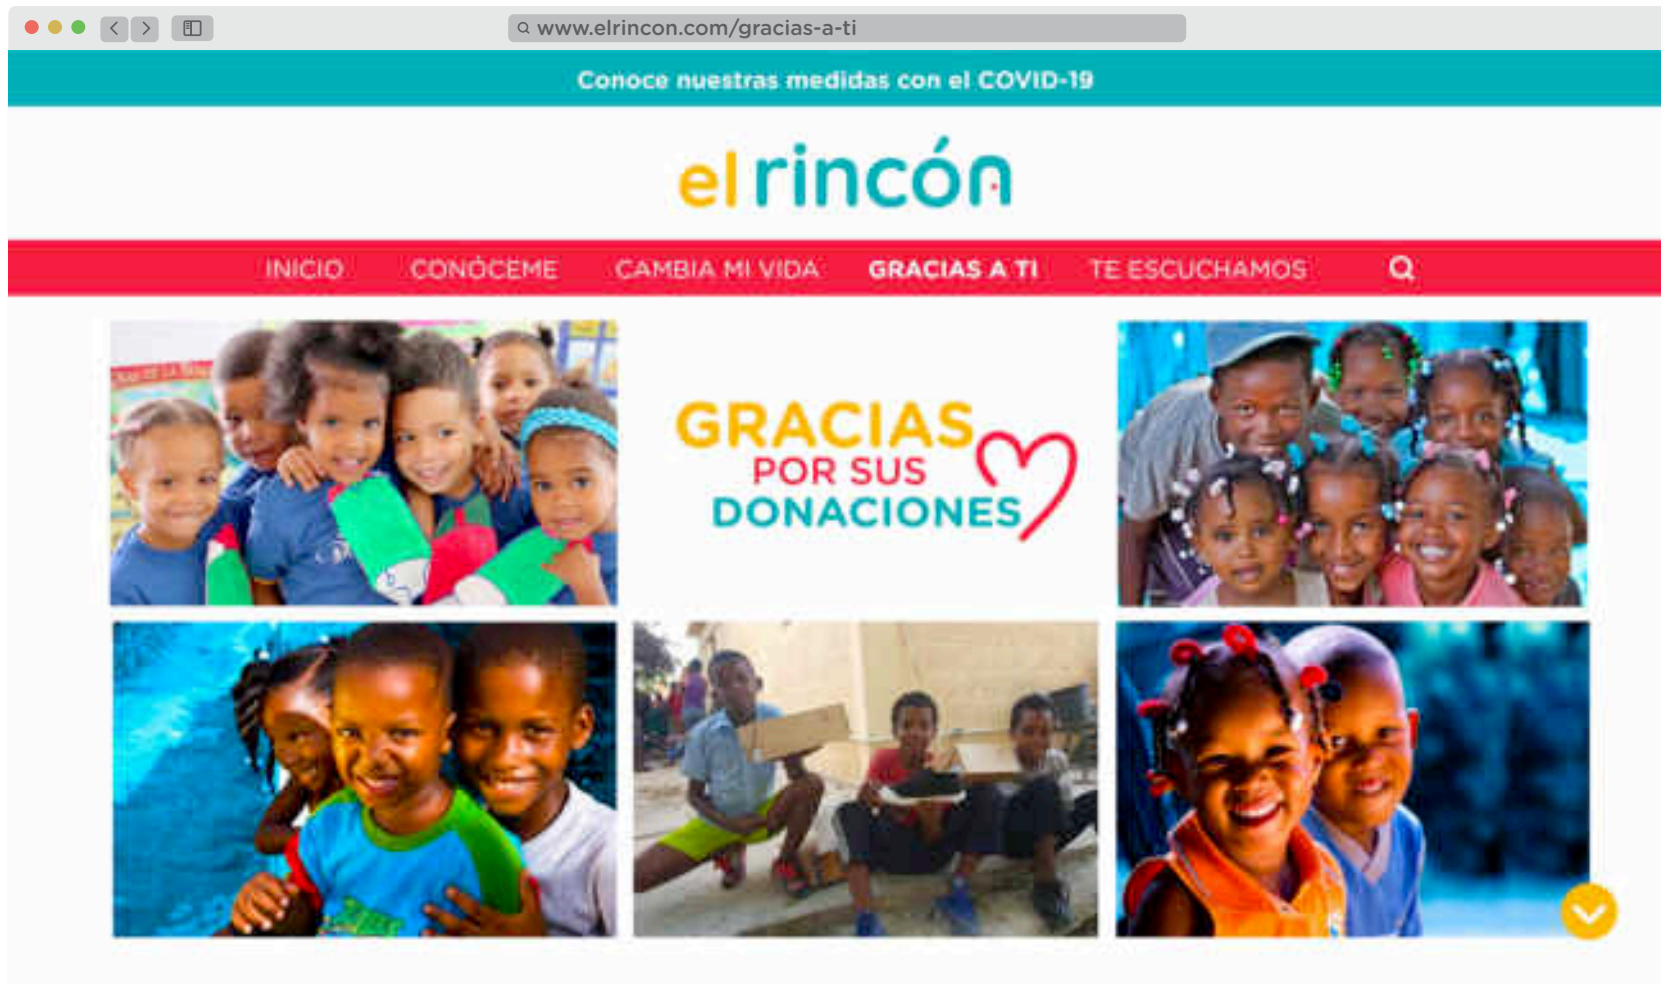 www.elrincon.com/gracias-a-ti
Conoce nuestras medidas con el COVID-19
el rincón
INICIO CONÓCEME CAMBIA MI VIDA GRACIAS A TI TE ESCUCHAMOS
GRACIAS
POR SUS
DONACIONES